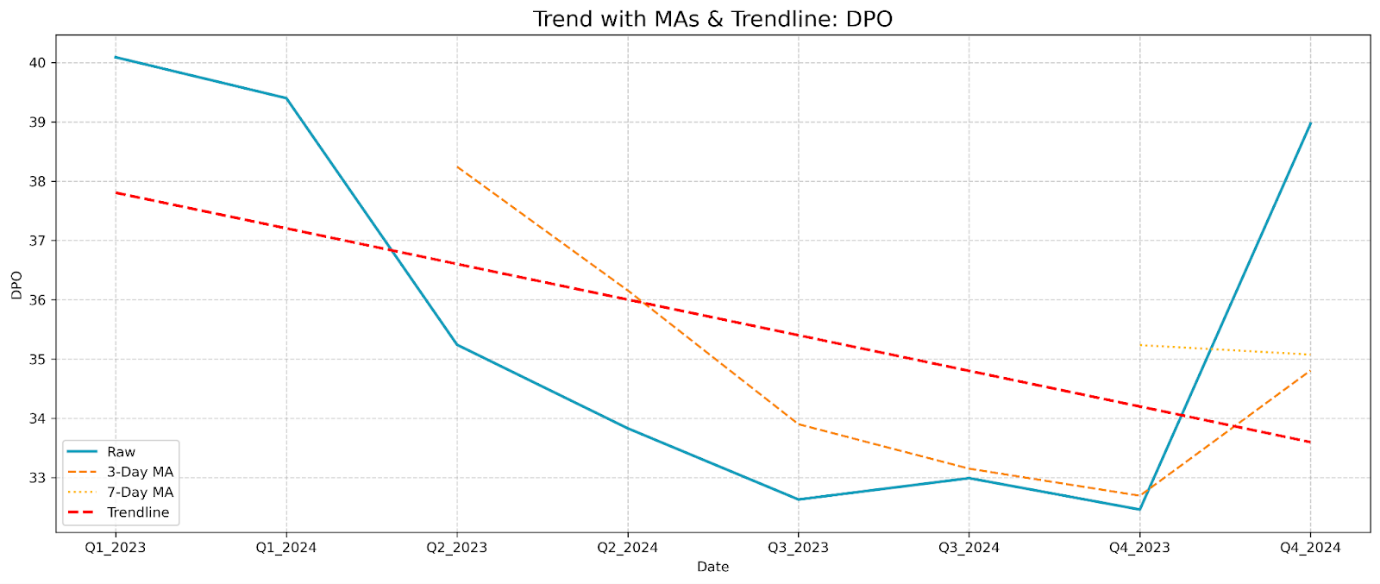 Trend with MAs & Trendline: DPO
DPO
40
39
38
37
36
35
34
33
Raw
3-Day MA
7-Day MA
Trendline
Q1_2023 Q1_2024 Q2_2023 Q2_2024 Q3_2023 Q3_2024 Q4_2023 Q4_2024
Date